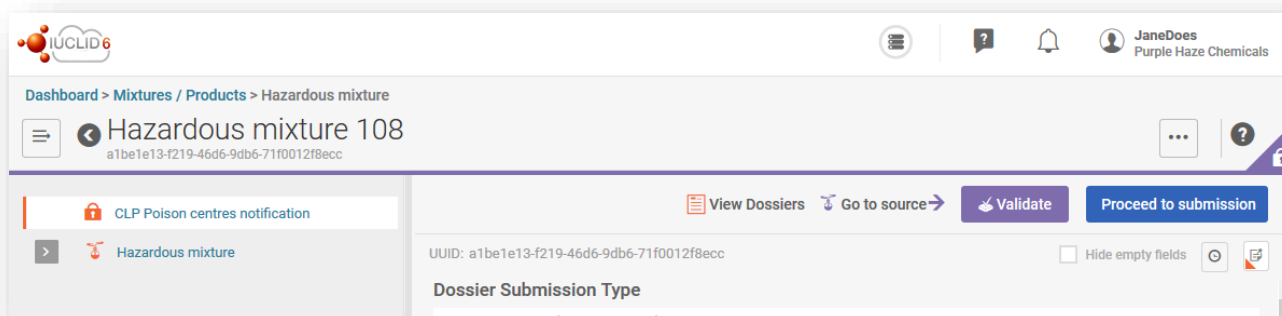 IUCLID 6
JaneDoes
Purple Haze Chemicals
Dashboard > Mixtures / Products > Hazardous mixture
Hazardous mixture 108
a1be1e13-f219-46d6-9db6-71f0012f8ecc
CLP Poison centres notification
View Dossiers
Go to source
Validate
Proceed to submission
Hazardous mixture
UUID: a1be1e13-f219-46d6-9db6-71f0012f8ecc
Hide empty fields
Dossier Submission Type